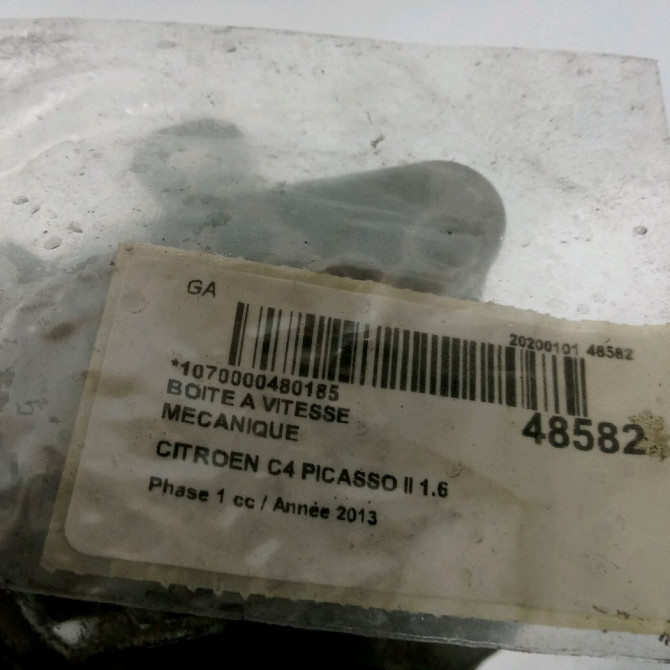 GA
20200101 48582
*1070000480185
BOITE A VITESSE
MECANIQUE
48582
CITROEN C4 PICASSO II 1.6
Phase 1 cc / Année 2013